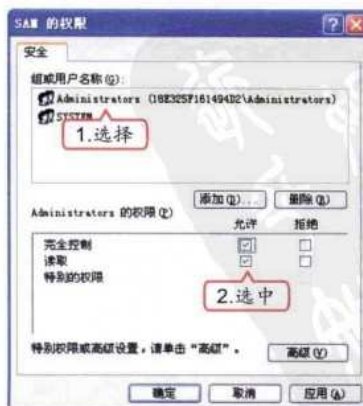 SAM 的权限
安全
组或用户名称(G):
Administrators (18E325F161494D2\Administrators)
SYSTEM
1.选择
添加(D)... 删除(R)
Administrators 的权限(P)
允许 拒绝
完全控制
读取
特别的权限
2.选中
特别权限或高级设置，请单击“高级”。
高级(V)
确定 取消 应用(A)